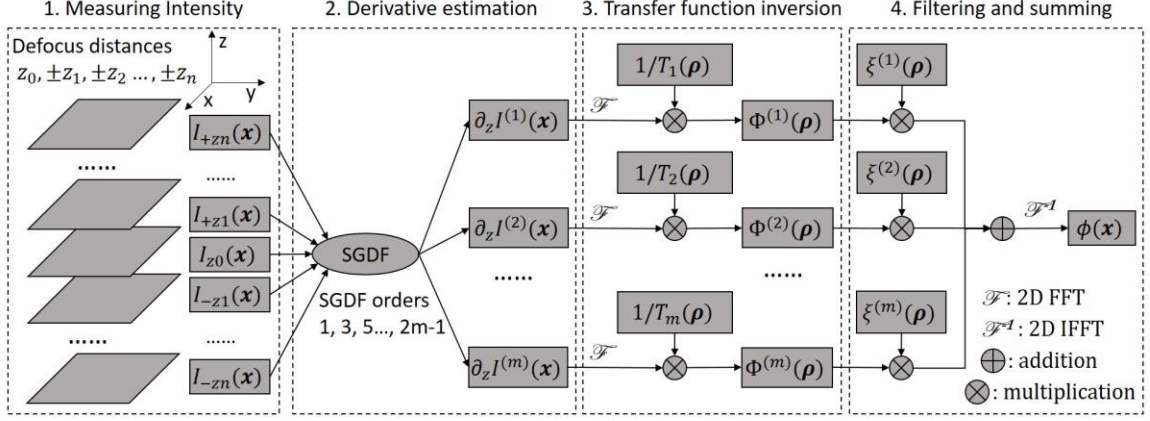 1. Measuring Intensity
2. Derivative estimation
3. Transfer function inversion
4. Filtering and summing
Defocus distances
z₀, ±z₁, ±z₂ ..., ±zₙ
z
y
x
I₊zn(𝒙)
......
......
I₊z1(𝒙)
Iz0(𝒙)
I₋z1(𝒙)
......
......
I₋zn(𝒙)
SGDF
SGDF orders
1, 3, 5..., 2m-1
∂zI⁽¹⁾(𝒙)
∂zI⁽²⁾(𝒙)
......
∂zI⁽ᵐ⁾(𝒙)
ℱ
1/T₁(𝝆)
Φ⁽¹⁾(𝝆)
ℱ
1/T₂(𝝆)
Φ⁽²⁾(𝝆)
......
ℱ
1/Tₘ(𝝆)
Φ⁽ᵐ⁾(𝝆)
ξ⁽¹⁾(𝝆)
ξ⁽²⁾(𝝆)
ξ⁽ᵐ⁾(𝝆)
ℱ⁻¹
ϕ(𝒙)
ℱ: 2D FFT
ℱ⁻¹: 2D IFFT
⊕: addition
⊗: multiplication